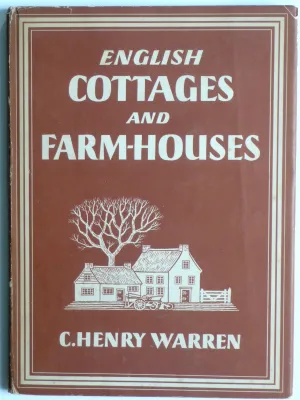 ENGLISH
COTTAGES
AND
FARM-HOUSES
C. HENRY WARREN